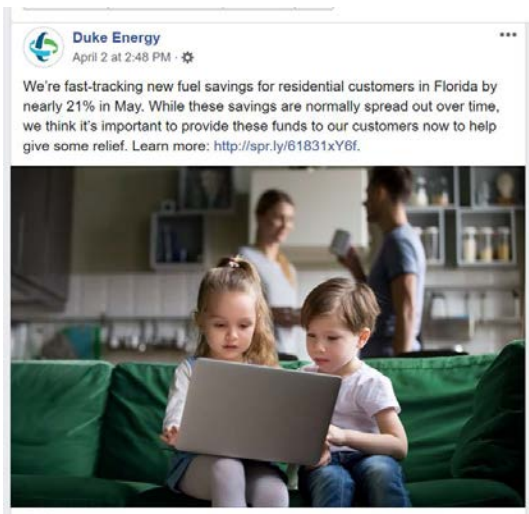 Duke Energy
April 2 at 2:48 PM ·
We're fast-tracking new fuel savings for residential customers in Florida by
nearly 21% in May. While these savings are normally spread out over time,
we think it's important to provide these funds to our customers now to help
give some relief. Learn more: http://spr.ly/61831xY6f.